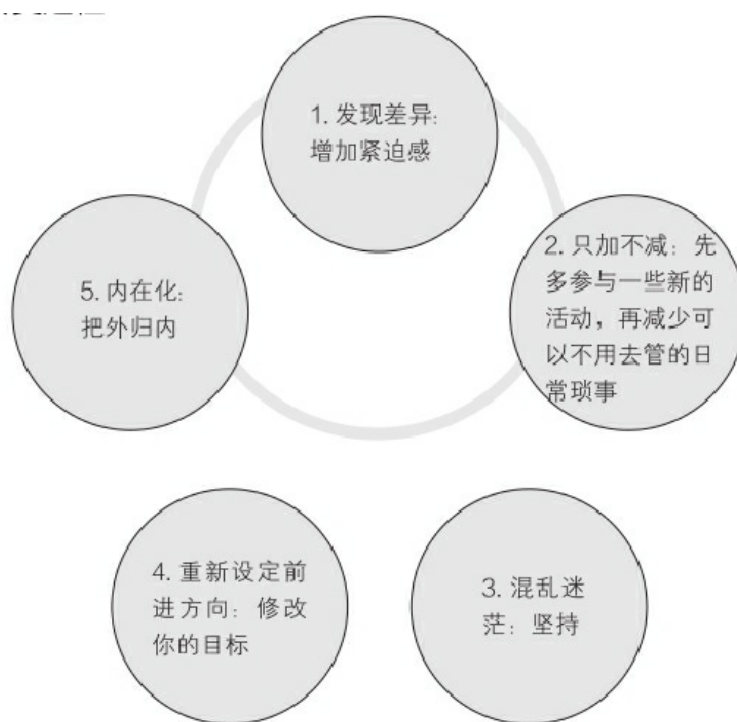 1. 发现差异:
增加紧迫感
2. 只加不减: 先
多参与一些新的
活动，再减少可
以不用去管的日
常琐事
3. 混乱迷
茫: 坚持
4. 重新设定前
进方向: 修改
你的目标
5. 内在化:
把外归内